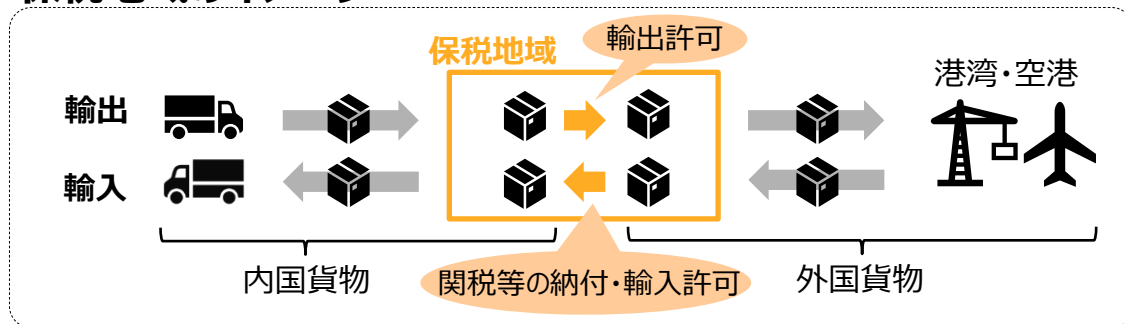 保税地域
輸出許可
港湾・空港
輸出
輸入
内国貨物
関税等の納付・輸入許可
外国貨物